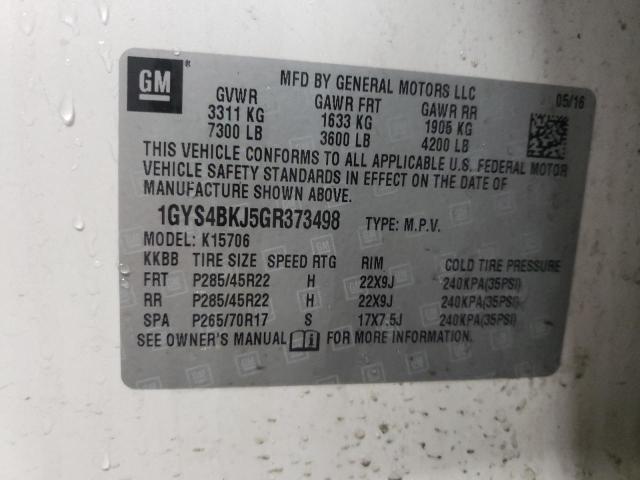 GM
MFD BY GENERAL MOTORS LLC
05/16
GVWR GAWR FRT GAWR RR
3311 KG 1633 KG 1905 KG
7300 LB 3600 LB 4200 LB
THIS VEHICLE CONFORMS TO ALL APPLICABLE U.S. FEDERAL MOTOR
VEHICLE SAFETY STANDARDS IN EFFECT ON THE DATE OF
MANUFACTURE SHOWN ABOVE.
1GYS4BKJ5GR373498 TYPE: M.P.V.
MODEL: K15706
KKBB TIRE SIZE SPEED RTG RIM COLD TIRE PRESSURE
FRT P285/45R22 H 22X9J 240KPA(35PSI)
RR P285/45R22 H 22X9J 240KPA(35PSI)
SPA P265/70R17 S 17X7.5J 240KPA(35PSI)
SEE OWNER'S MANUAL FOR MORE INFORMATION.